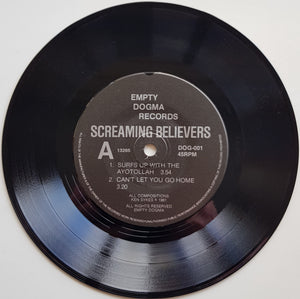 EMPTY
DOGMA
RECORDS
SCREAMING BELIEVERS
A 13265
DOG-001
45RPM
1. SURFS UP WITH THE
AYOTOLLAH 3.54
2. CAN'T LET YOU GO HOME
3.20
ALL COMPOSITIONS
KEN SYKES © 1981
ALL RIGHTS RESERVED
EMPTY DOGMA